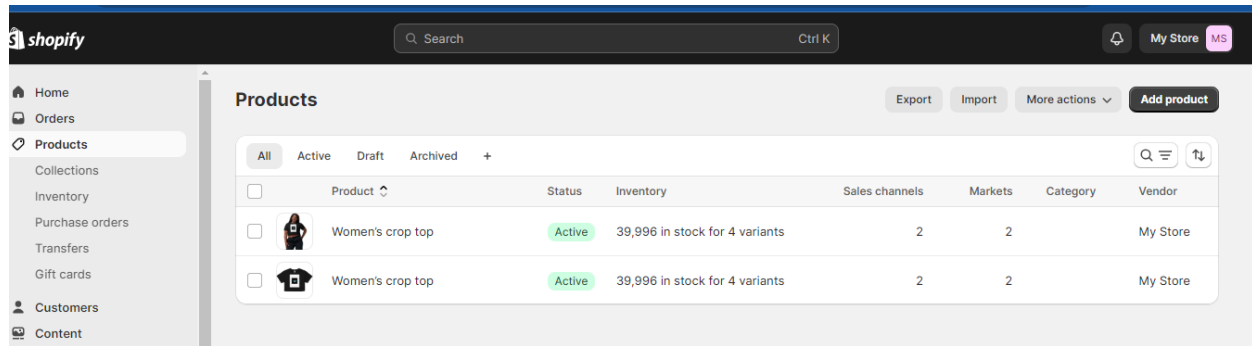 shopify Search Ctrl K My Store MS
Home
Orders
Products
Collections
Inventory
Purchase orders
Transfers
Gift cards
Customers
Content
Products Export Import More actions Add product
All Active Draft Archived +
Product Status Inventory Sales channels Markets Category Vendor
Women's crop top Active 39,996 in stock for 4 variants 2 2 My Store
Women's crop top Active 39,996 in stock for 4 variants 2 2 My Store